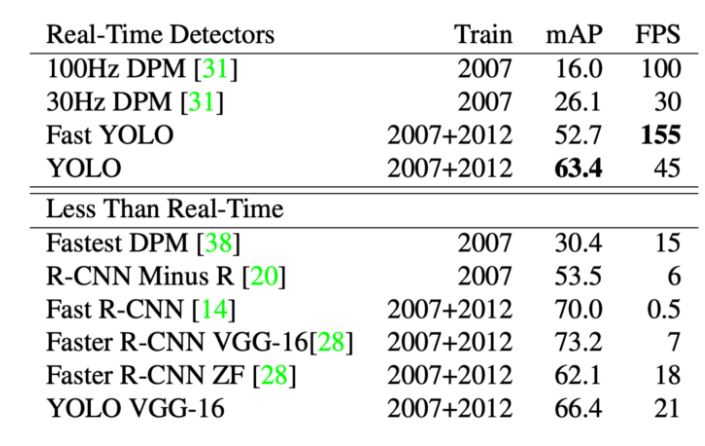 Real-Time Detectors Train mAP FPS
100Hz DPM [31] 2007 16.0 100
30Hz DPM [31] 2007 26.1 30
Fast YOLO 2007+2012 52.7 155
YOLO 2007+2012 63.4 45
Less Than Real-Time
Fastest DPM [38] 2007 30.4 15
R-CNN Minus R [20] 2007 53.5 6
Fast R-CNN [14] 2007+2012 70.0 0.5
Faster R-CNN VGG-16[28] 2007+2012 73.2 7
Faster R-CNN ZF [28] 2007+2012 62.1 18
YOLO VGG-16 2007+2012 66.4 21